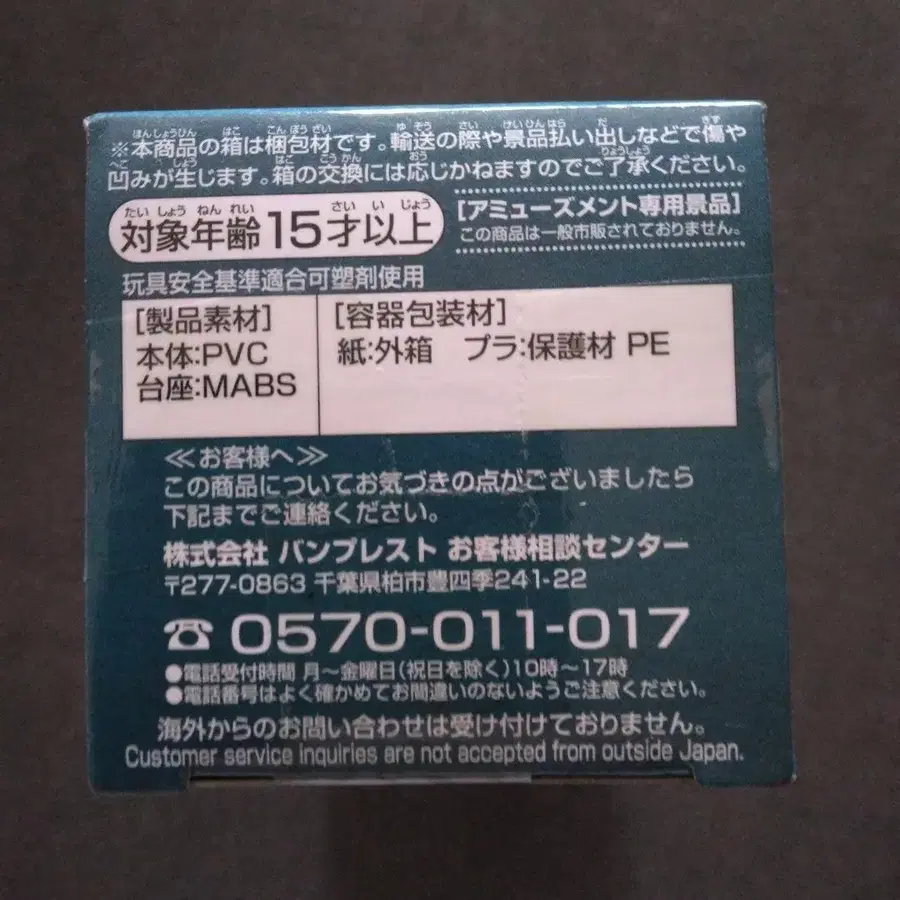 ※本商品の箱は梱包材です。輸送の際や景品払い出しなどで傷や
凹みが生じます。箱の交換には応じかねますのでご了承ください。
対象年齢15才以上
[アミューズメント専用景品]
この商品は一般市販されておりません。
玩具安全基準適合可塑剤使用
[製品素材]
本体:PVC
台座:MABS
[容器包装材]
紙:外箱 プラ:保護材 PE
≪お客様へ≫
この商品についてお気づきの点がございましたら
下記までご連絡ください。
株式会社 バンプレスト お客様相談センター
〒277-0863 千葉県柏市豊四季241-22
☎ 0570-011-017
●電話受付時間 月～金曜日(祝日を除く)10時～17時
●電話番号はよく確かめてお間違いのないようご注意ください。
海外からのお問い合わせは受け付けておりません。
Customer service inquiries are not accepted from outside Japan.